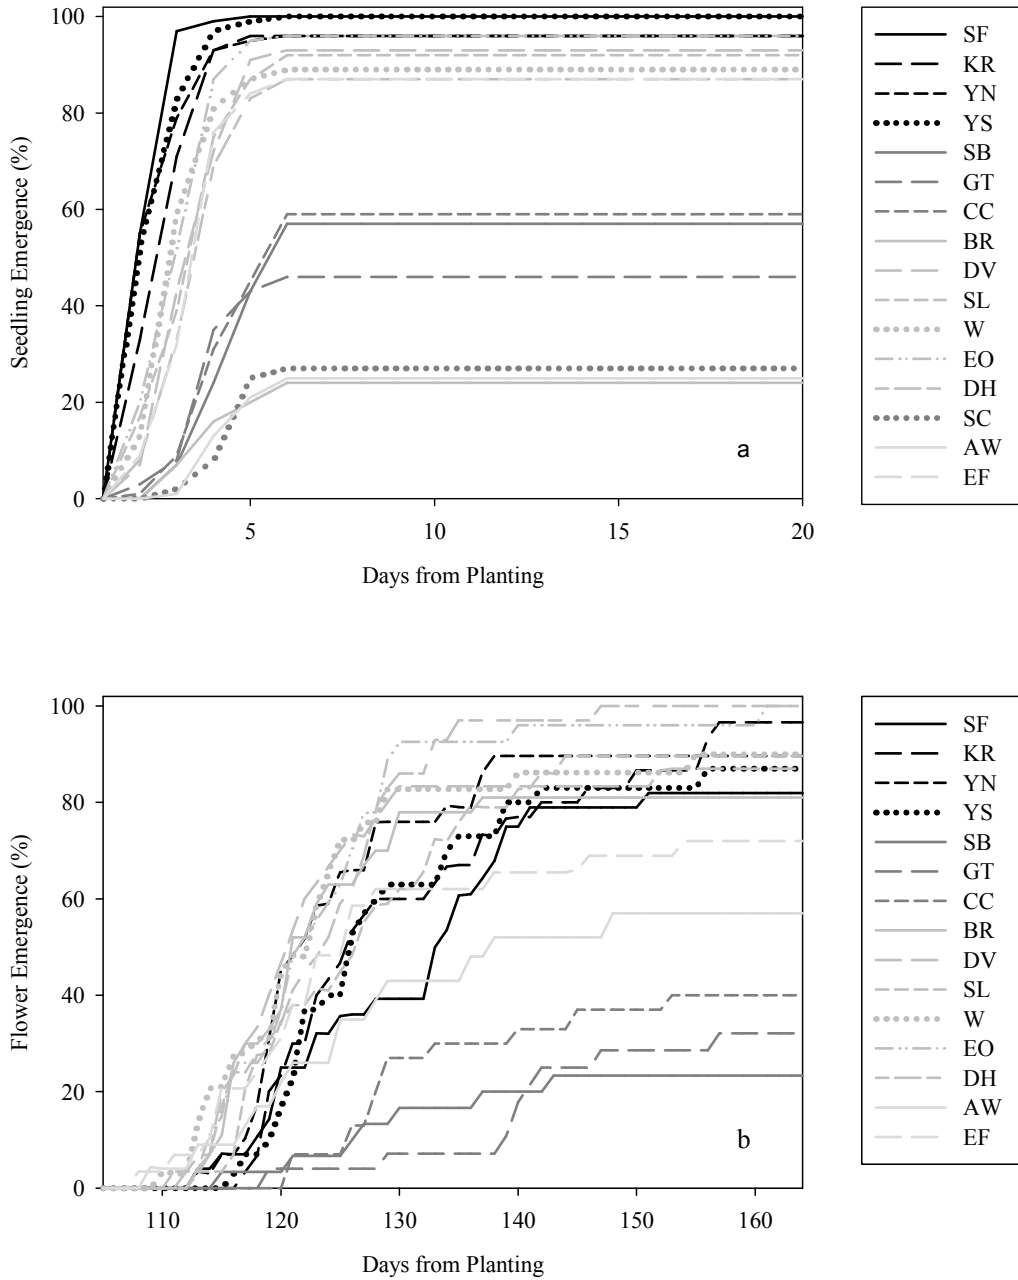 100
80
60
40
20
0
Seedling Emergence (%)
5
10
15
20
Days from Planting
a
SF
KR
YN
YS
SB
GT
CC
BR
DV
SL
W
EO
DH
SC
AW
EF
100
80
60
40
20
0
Flower Emergence (%)
110
120
130
140
150
160
Days from Planting
b
SF
KR
YN
YS
SB
GT
CC
BR
DV
SL
W
EO
DH
AW
EF